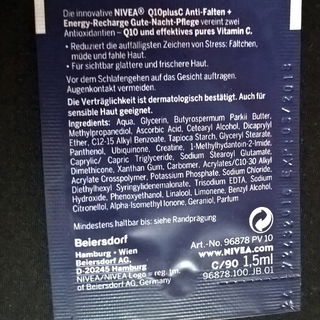 Die innovative NIVEA® Q10plusC Anti-Falten +
Energy-Recharge Gute-Nacht-Pflege vereint zwei
Antioxidantien – Q10 und effektives pures Vitamin C.
• Reduziert die auffälligsten Zeichen von Stress: Fältchen,
müde und fahle Haut.
• Für sichtbar glattere und frischere Haut.
Vor dem Schlafengehen auf das Gesicht auftragen.
Augenkontakt vermeiden.
Die Verträglichkeit ist dermatologisch bestätigt. Auch für
sensible Haut geeignet.
Ingredients: Aqua, Glycerin, Butyrospermum Parkii Butter,
Methylpropanediol, Ascorbic Acid, Cetearyl Alcohol, Dicaprylyl
Ether, C12-15 Alkyl Benzoate, Tapioca Starch, Glyceryl Stearate,
Panthenol, Ubiquinone, Creatine, 1-Methylhydantoin-2-Imide,
Caprylic/ Capric Triglyceride, Sodium Stearoyl Glutamate,
Dimethicone, Xanthan Gum, Carbomer, Acrylates/C10-30 Alkyl
Acrylate Crosspolymer, Potassium Phosphate, Sodium Chloride,
Diethylhexyl Syringylidenemalonate, Trisodium EDTA, Sodium
Hydroxide, Phenoxyethanol, Linalool, Limonene, Benzyl Alcohol,
Citronellol, Alpha-Isomethyl Ionone, Geraniol, Parfum
Mindestens haltbar bis: siehe Randprägung
Beiersdorf
Hamburg • Wien
Beiersdorf AG,
D-20245 Hamburg
NIVEA/NIVEA Logo = reg. tm.
of Beiersdorf AG, Germany
Art.-No. 96878 PV 10
www.NIVEA.com
C/90 1,5ml
96878.100.JB.01